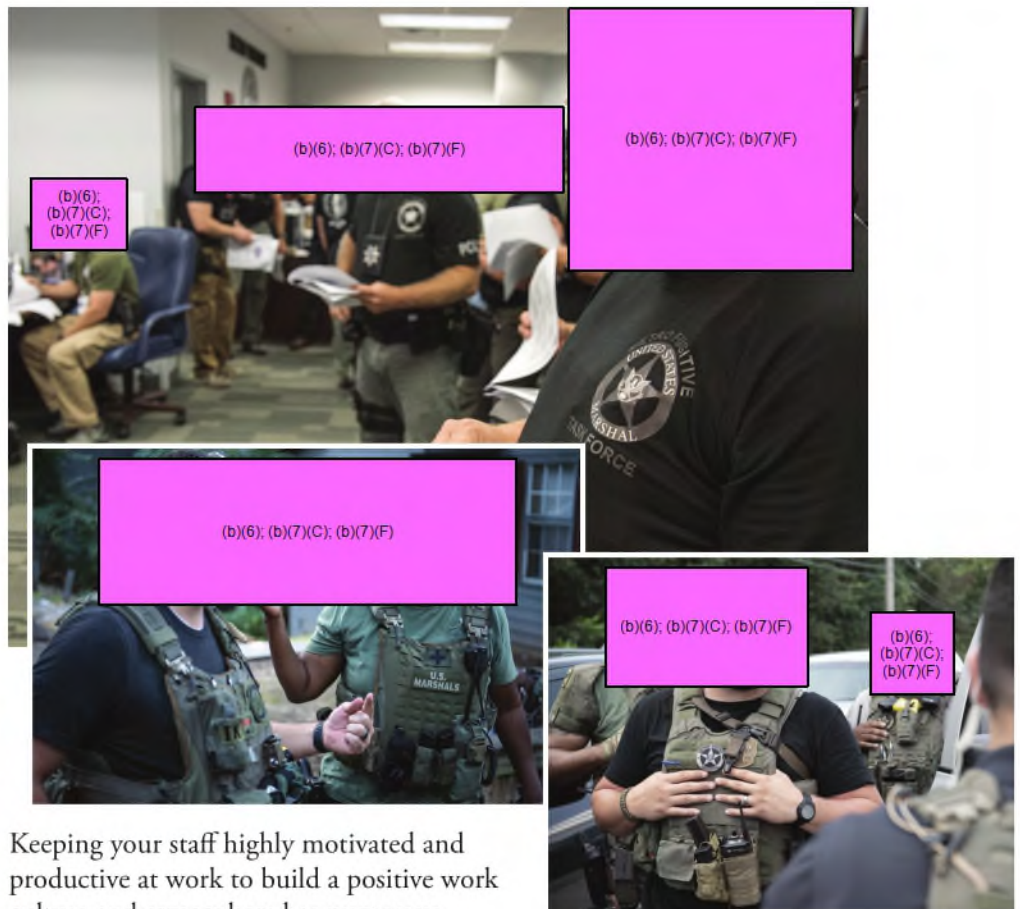 (b)(6); (b)(7)(C); (b)(7)(F)
(b)(6); (b)(7)(C); (b)(7)(F)
(b)(6);
(b)(7)(C);
(b)(7)(F)
UNITED STATES
MARSHAL
TASK FORCE
(b)(6); (b)(7)(C); (b)(7)(F)
U.S.
MARSHALS
(b)(6); (b)(7)(C); (b)(7)(F)
(b)(6);
(b)(7)(C);
(b)(7)(F)
Keeping your staff highly motivated and
productive at work to build a positive work